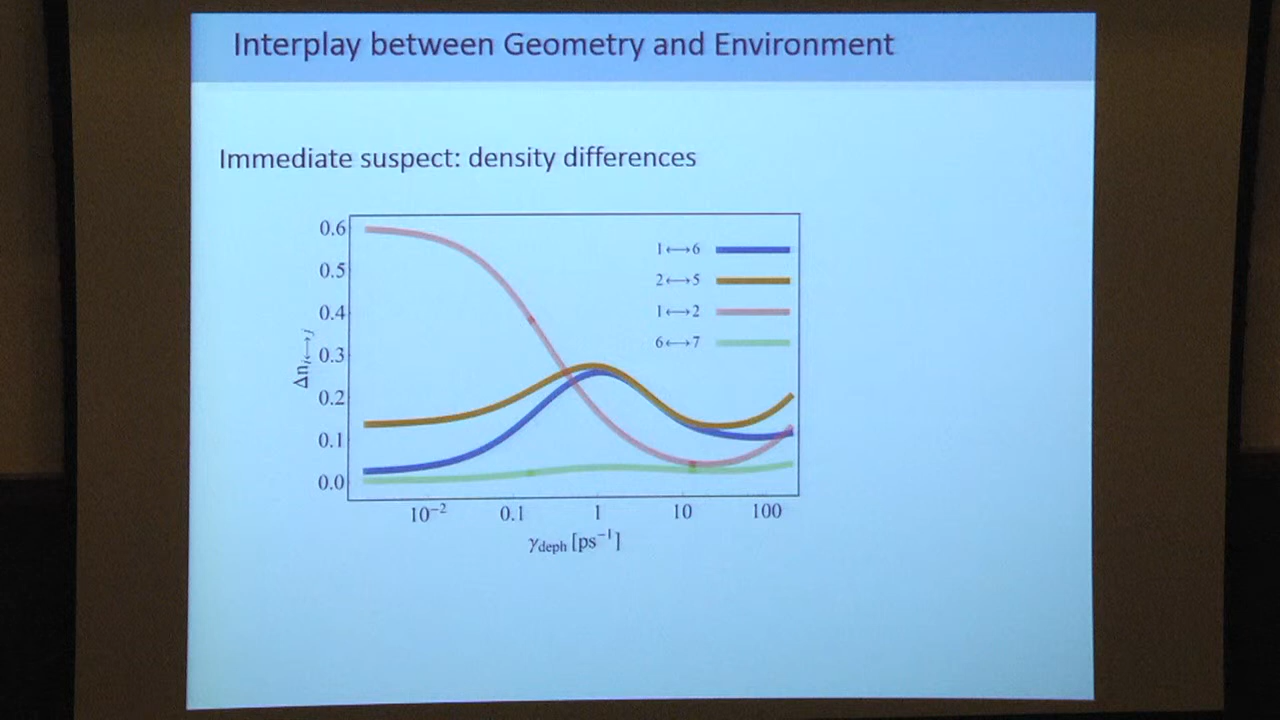 Interplay between Geometry and Environment
Immediate suspect: density differences
0.6
0.5
0.4
0.3
0.2
0.1
0.0
Δn i⟷j
1⟷6
2⟷5
1⟷2
6⟷7
10⁻² 0.1 1 10 100
γdeph [ps⁻¹]